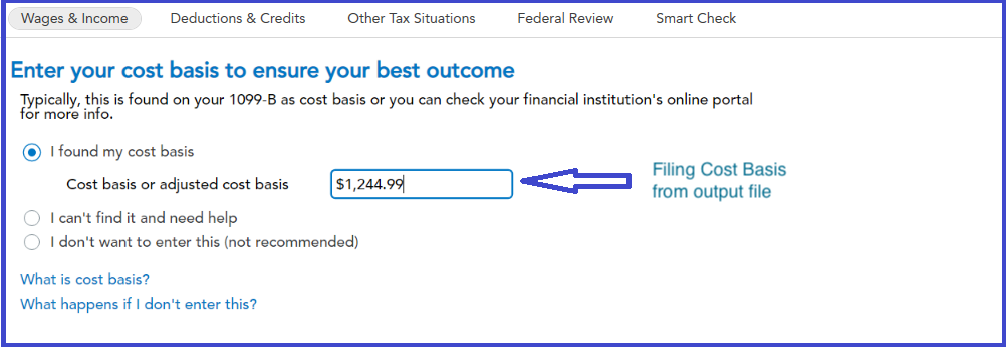 Wages & Income Deductions & Credits Other Tax Situations Federal Review Smart Check
Enter your cost basis to ensure your best outcome
Typically, this is found on your 1099-B as cost basis or you can check your financial institution's online portal
for more info.
I found my cost basis
Cost basis or adjusted cost basis $1,244.99
Filing Cost Basis
from output file
I can't find it and need help
I don't want to enter this (not recommended)
What is cost basis?
What happens if I don't enter this?